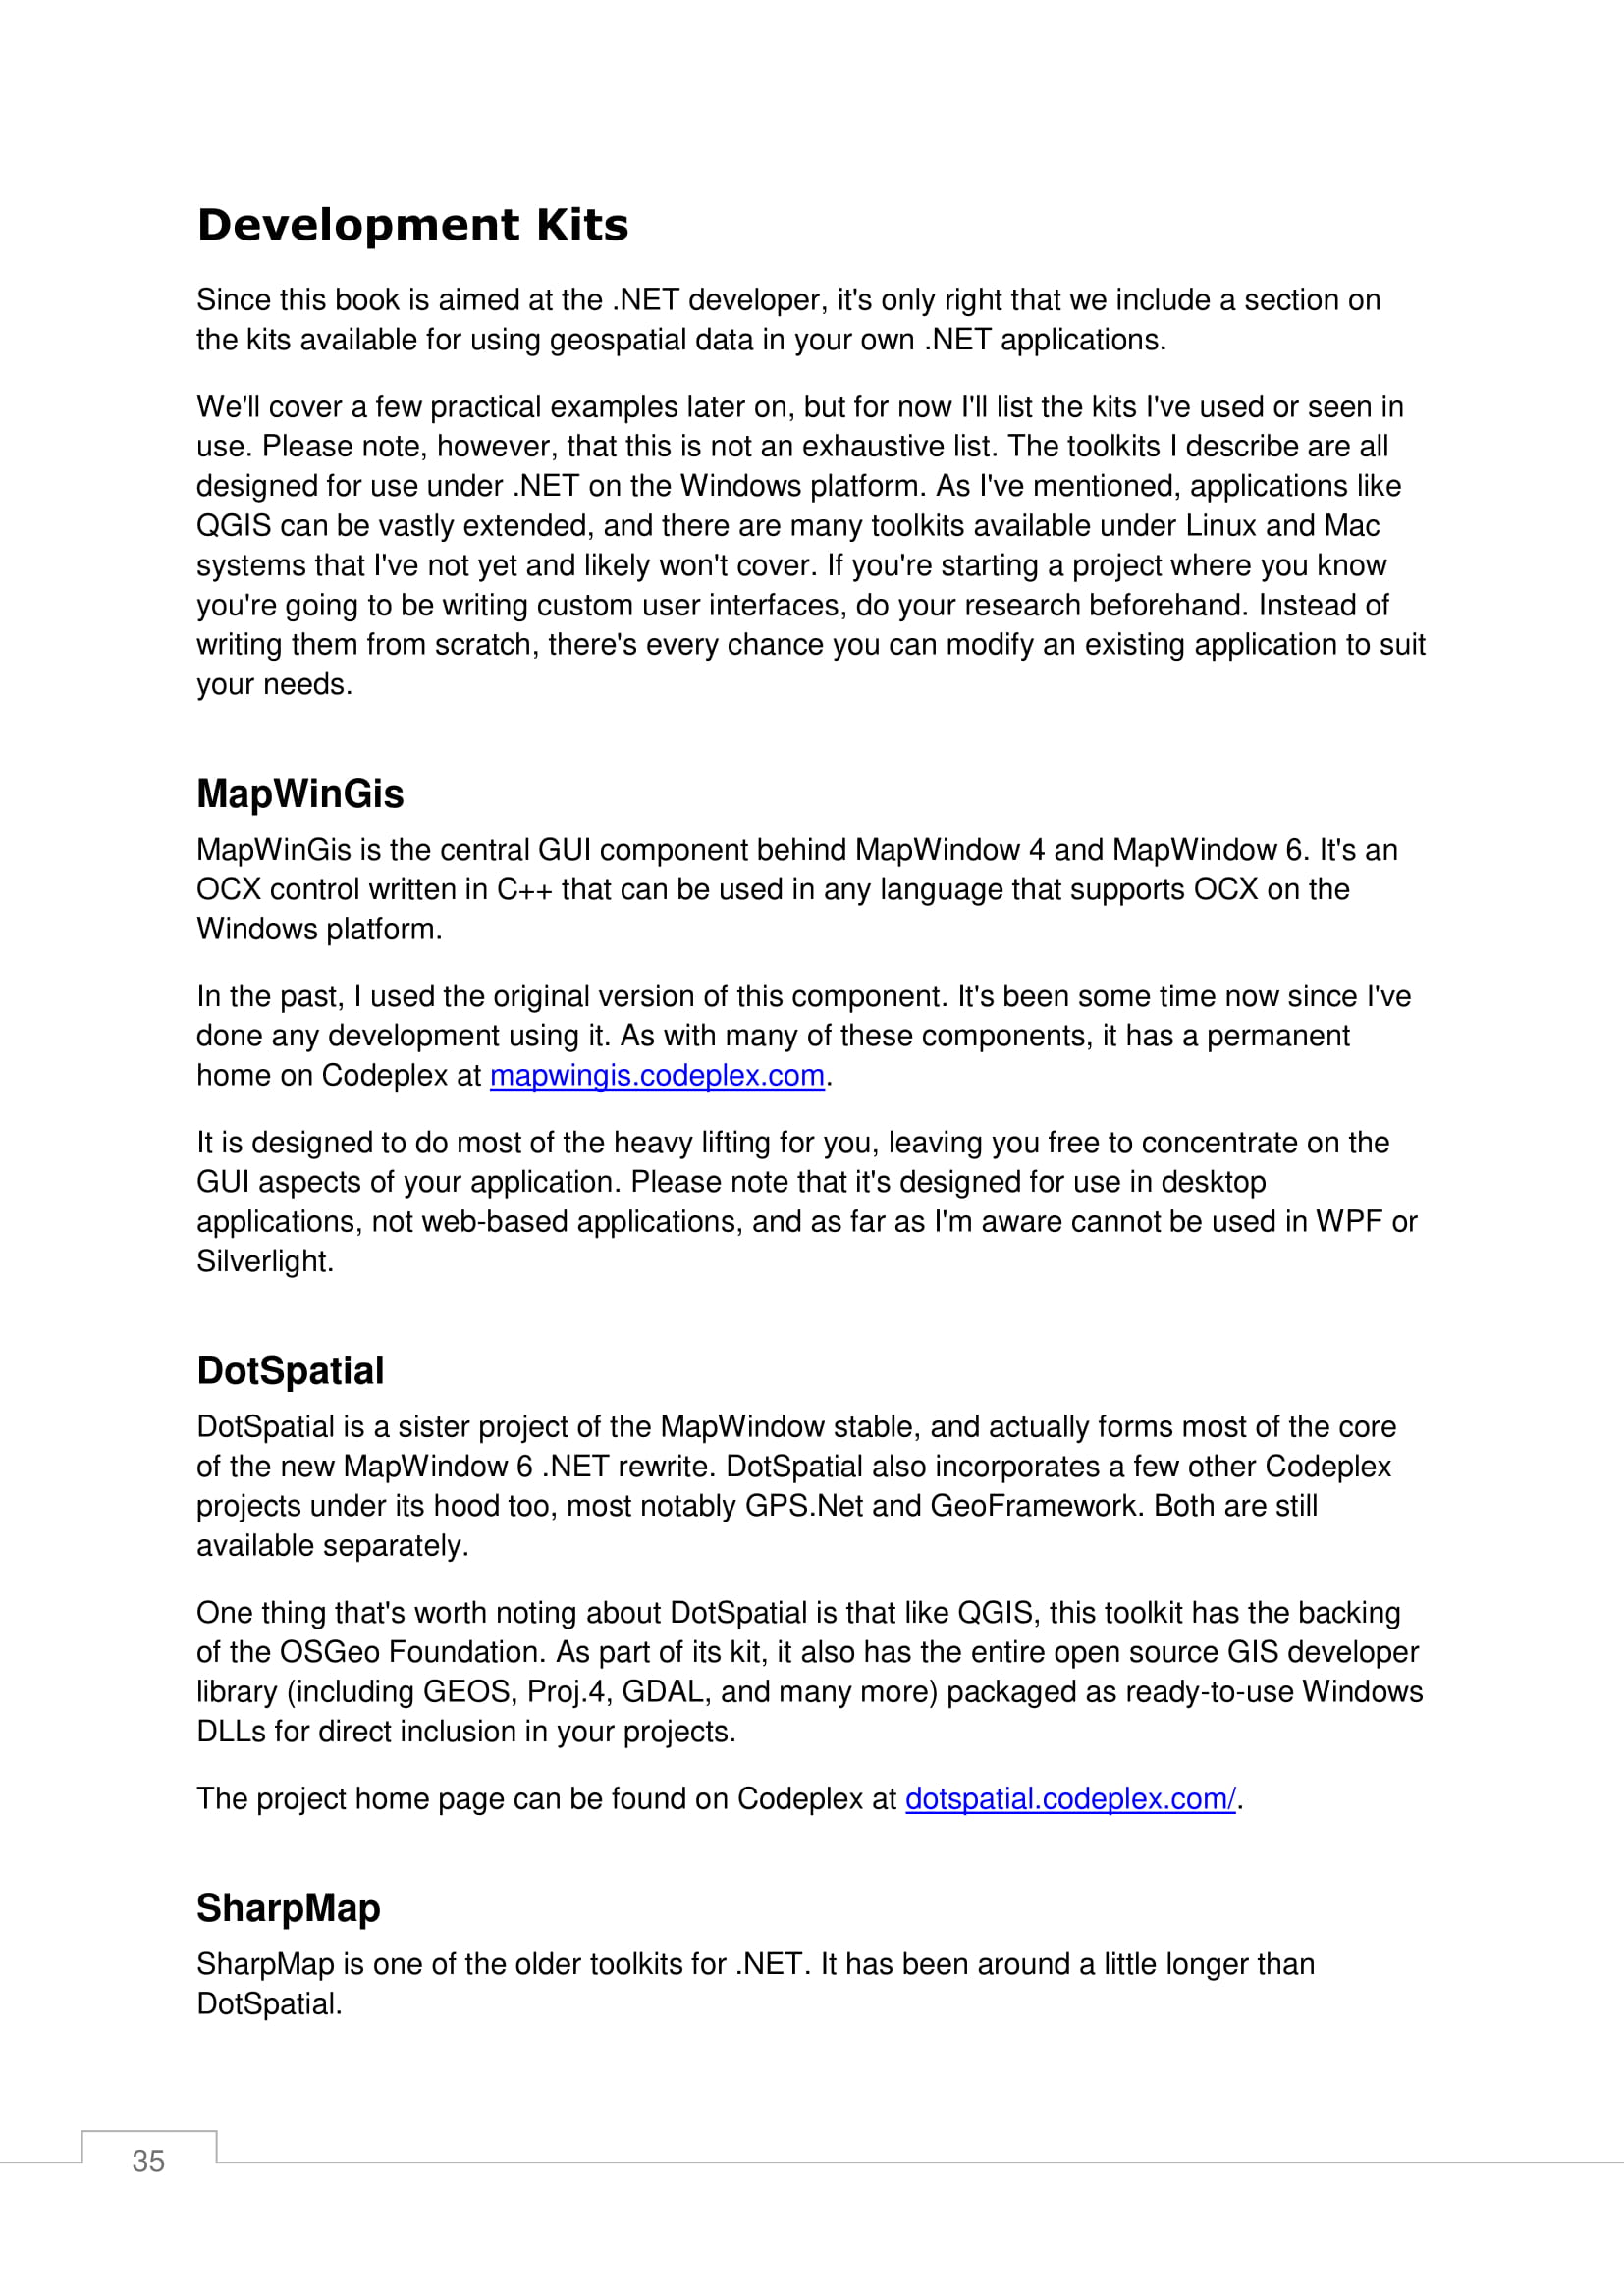 Development Kits
Since this book is aimed at the .NET developer, it's only right that we include a section on
the kits available for using geospatial data in your own .NET applications.
We'll cover a few practical examples later on, but for now I'll list the kits I've used or seen in
use. Please note, however, that this is not an exhaustive list. The toolkits I describe are all
designed for use under .NET on the Windows platform. As I've mentioned, applications like
QGIS can be vastly extended, and there are many toolkits available under Linux and Mac
systems that I've not yet and likely won't cover. If you're starting a project where you know
you're going to be writing custom user interfaces, do your research beforehand. Instead of
writing them from scratch, there's every chance you can modify an existing application to suit
your needs.
MapWinGis
MapWinGis is the central GUI component behind MapWindow 4 and MapWindow 6. It's an
OCX control written in C++ that can be used in any language that supports OCX on the
Windows platform.
In the past, I used the original version of this component. It's been some time now since I've
done any development using it. As with many of these components, it has a permanent
home on Codeplex at mapwingis.codeplex.com.
It is designed to do most of the heavy lifting for you, leaving you free to concentrate on the
GUI aspects of your application. Please note that it's designed for use in desktop
applications, not web-based applications, and as far as I'm aware cannot be used in WPF or
Silverlight.
DotSpatial
DotSpatial is a sister project of the MapWindow stable, and actually forms most of the core
of the new MapWindow 6 .NET rewrite. DotSpatial also incorporates a few other Codeplex
projects under its hood too, most notably GPS.Net and GeoFramework. Both are still
available separately.
One thing that's worth noting about DotSpatial is that like QGIS, this toolkit has the backing
of the OSGeo Foundation. As part of its kit, it also has the entire open source GIS developer
library (including GEOS, Proj.4, GDAL, and many more) packaged as ready-to-use Windows
DLLs for direct inclusion in your projects.
The project home page can be found on Codeplex at dotspatial.codeplex.com/.
SharpMap
SharpMap is one of the older toolkits for .NET. It has been around a little longer than
DotSpatial.
35